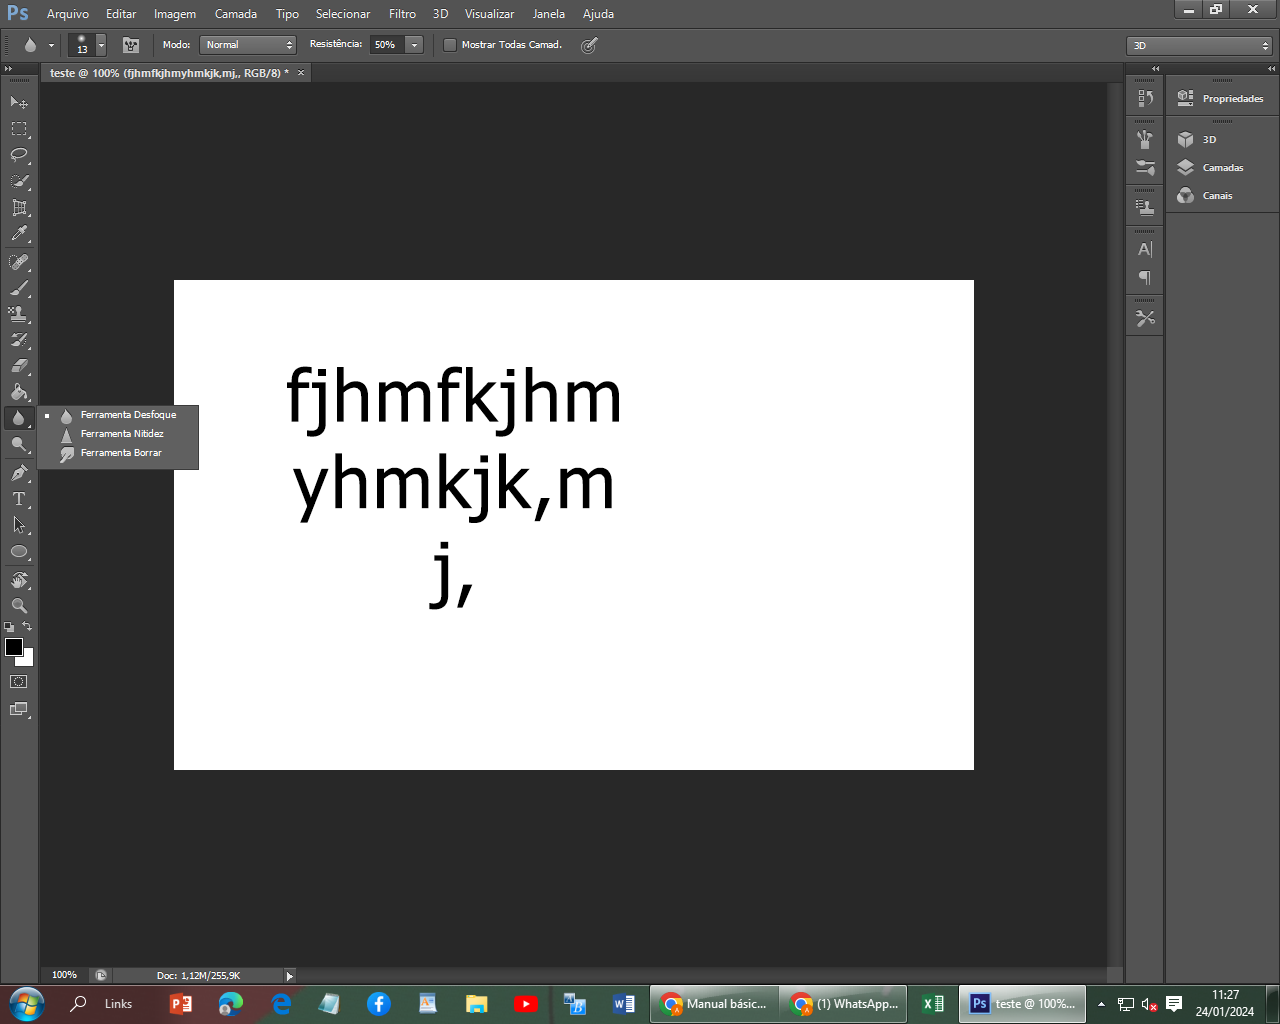 Ps Arquivo Editar Imagem Camada Tipo Selecionar Filtro 3D Visualizar Janela Ajuda
13 Modo: Normal Resistência: 50% Mostrar Todas Camad. 3D
teste @ 100% (fjhmfkjhmyhmkjk,mj,, RGB/8) * ×
Propriedades
3D
Camadas
Canais
fjhmfkjhm
yhmkjk,m
j,
Ferramenta Desfoque
Ferramenta Nitidez
Ferramenta Borrar
100% Doc: 1,12M/255,9K
Links Manual básic... (1) WhatsApp... Ps teste @ 100%... 11:27
24/01/2024